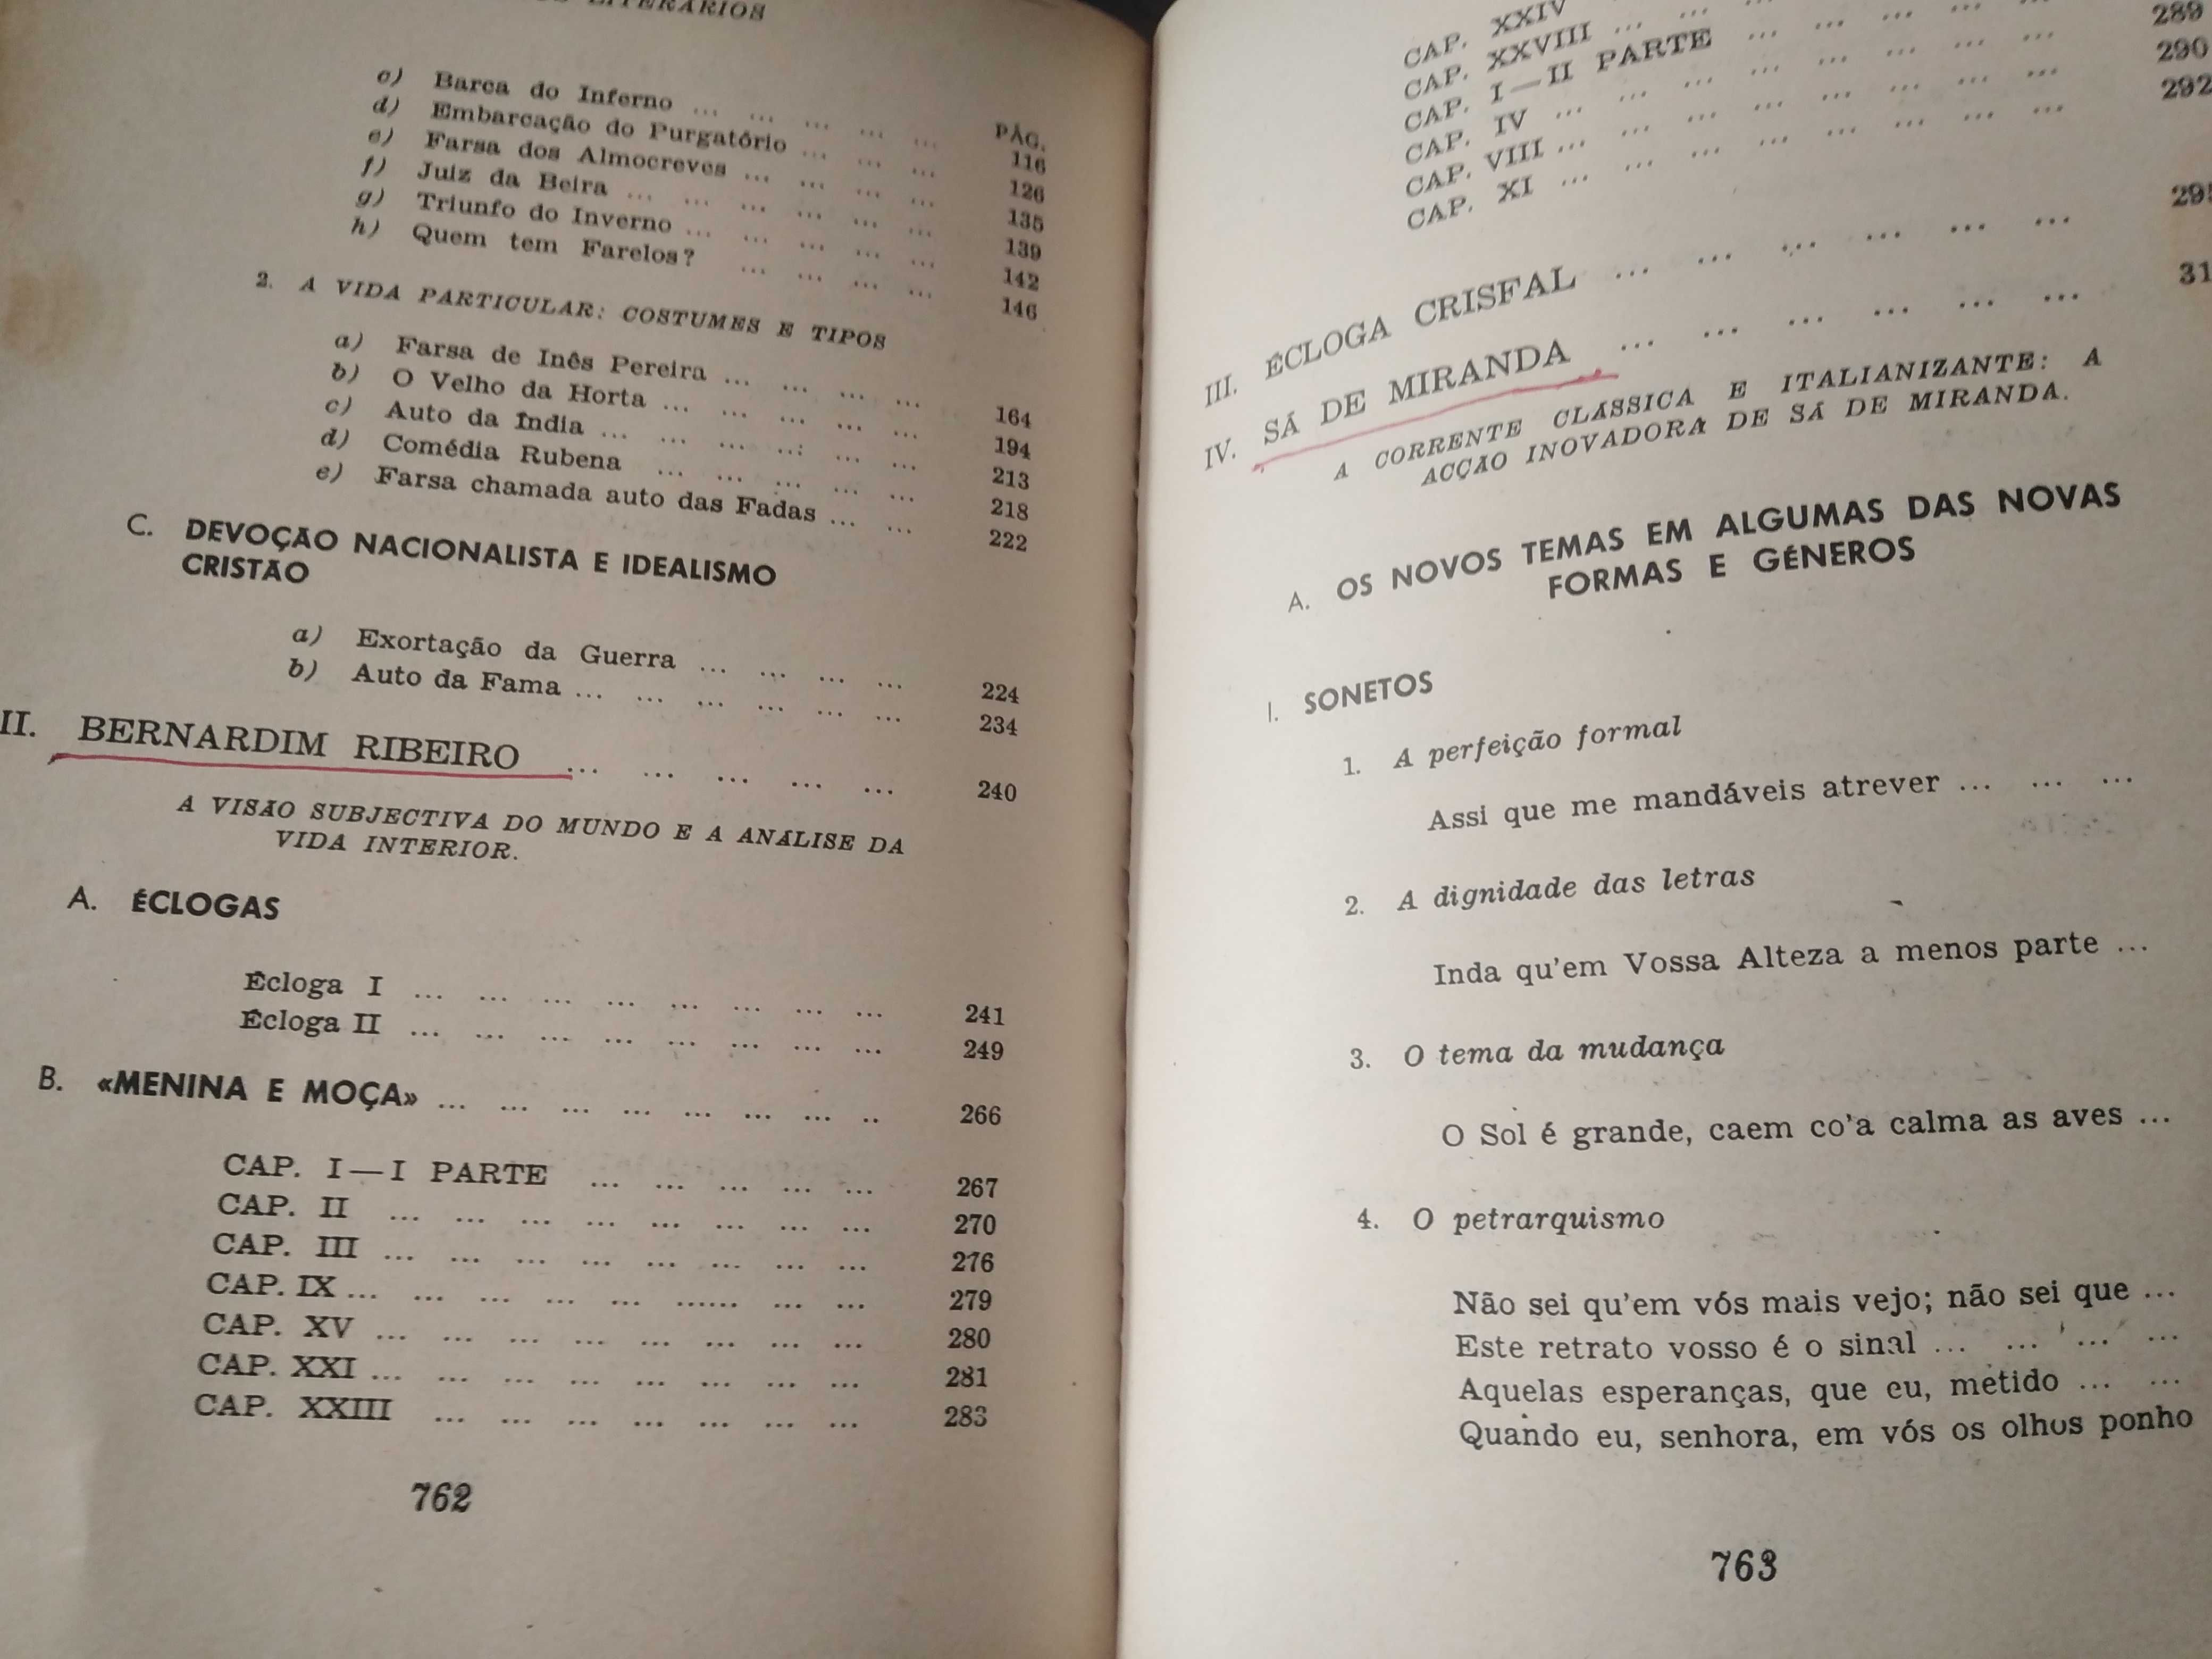 LITERÁRIOS
PÁG.
c) Barca do Inferno ... ... ... ... ... 116
d) Embarcação do Purgatório ... ... ... 126
e) Farsa dos Almocreves ... ... ... ... 135
f) Juiz da Beira ... ... ... ... ... ... 139
g) Triunfo do Inverno ... ... ... ... ... 142
h) Quem tem Farelos? ... ... ... ... 146
2. A VIDA PARTICULAR: COSTUMES E TIPOS
a) Farsa de Inês Pereira ... ... ... ... 164
b) O Velho da Horta ... ... ... ... ... 194
c) Auto da Índia ... ... ... ... ... ... 213
d) Comédia Rubena ... ... ... ... ... 218
e) Farsa chamada auto das Fadas ... ... 222
C. DEVOÇÃO NACIONALISTA E IDEALISMO
CRISTÃO
a) Exortação da Guerra ... ... ... ... 224
b) Auto da Fama ... ... ... ... ... ... 234
II. BERNARDIM RIBEIRO ... ... ... ... ... 240
A VISÃO SUBJECTIVA DO MUNDO E A ANÁLISE DA
VIDA INTERIOR.
A. ÉCLOGAS
Écloga I ... ... ... ... ... ... ... ... 241
Écloga II ... ... ... ... ... ... ... ... 249
B. «MENINA E MOÇA» ... ... ... ... ... ... ... .. 266
CAP. I — I PARTE ... ... ... ... ... 267
CAP. II ... ... ... ... ... ... ... ... 270
CAP. III ... ... ... ... ... ... ... ... 276
CAP. IX ... ... ... ... ... ...... ... ... 279
CAP. XV ... ... ... ... ... ... ... ... 280
CAP. XXI ... ... ... ... ... ... ... ... 281
CAP. XXIII ... ... ... ... ... ... ... 283
762
CAP. XXIV ... ... ...
CAP. XXVIII ... ... ... ... ... ... ... 289
CAP. I — II PARTE ... ... ... ... ... 290
CAP. IV ... ... ... ... ... ... ... ... 292
CAP. VIII ... ... ... ... ... ... ... ...
CAP. XI ... ... ... ... ... ... ... ...
III. ÉCLOGA CRISFAL ... ... ... ... ... ...
IV. SÁ DE MIRANDA ... ... ... ... ... ...
A CORRENTE CLÁSSICA E ITALIANIZANTE: A
ACÇÃO INOVADORA DE SÁ DE MIRANDA.
A. OS NOVOS TEMAS EM ALGUMAS DAS NOVAS
FORMAS E GÉNEROS
I. SONETOS
1. A perfeição formal
Assi que me mandáveis atrever ... ... ...
2. A dignidade das letras
Inda qu'em Vossa Alteza a menos parte ...
3. O tema da mudança
O Sol é grande, caem co'a calma as aves ...
4. O petrarquismo
Não sei qu'em vós mais vejo; não sei que ...
Este retrato vosso é o sinal ... ... ... ...
Aquelas esperanças, que eu, metido ... ...
Quando eu, senhora, em vós os olhos ponho
763